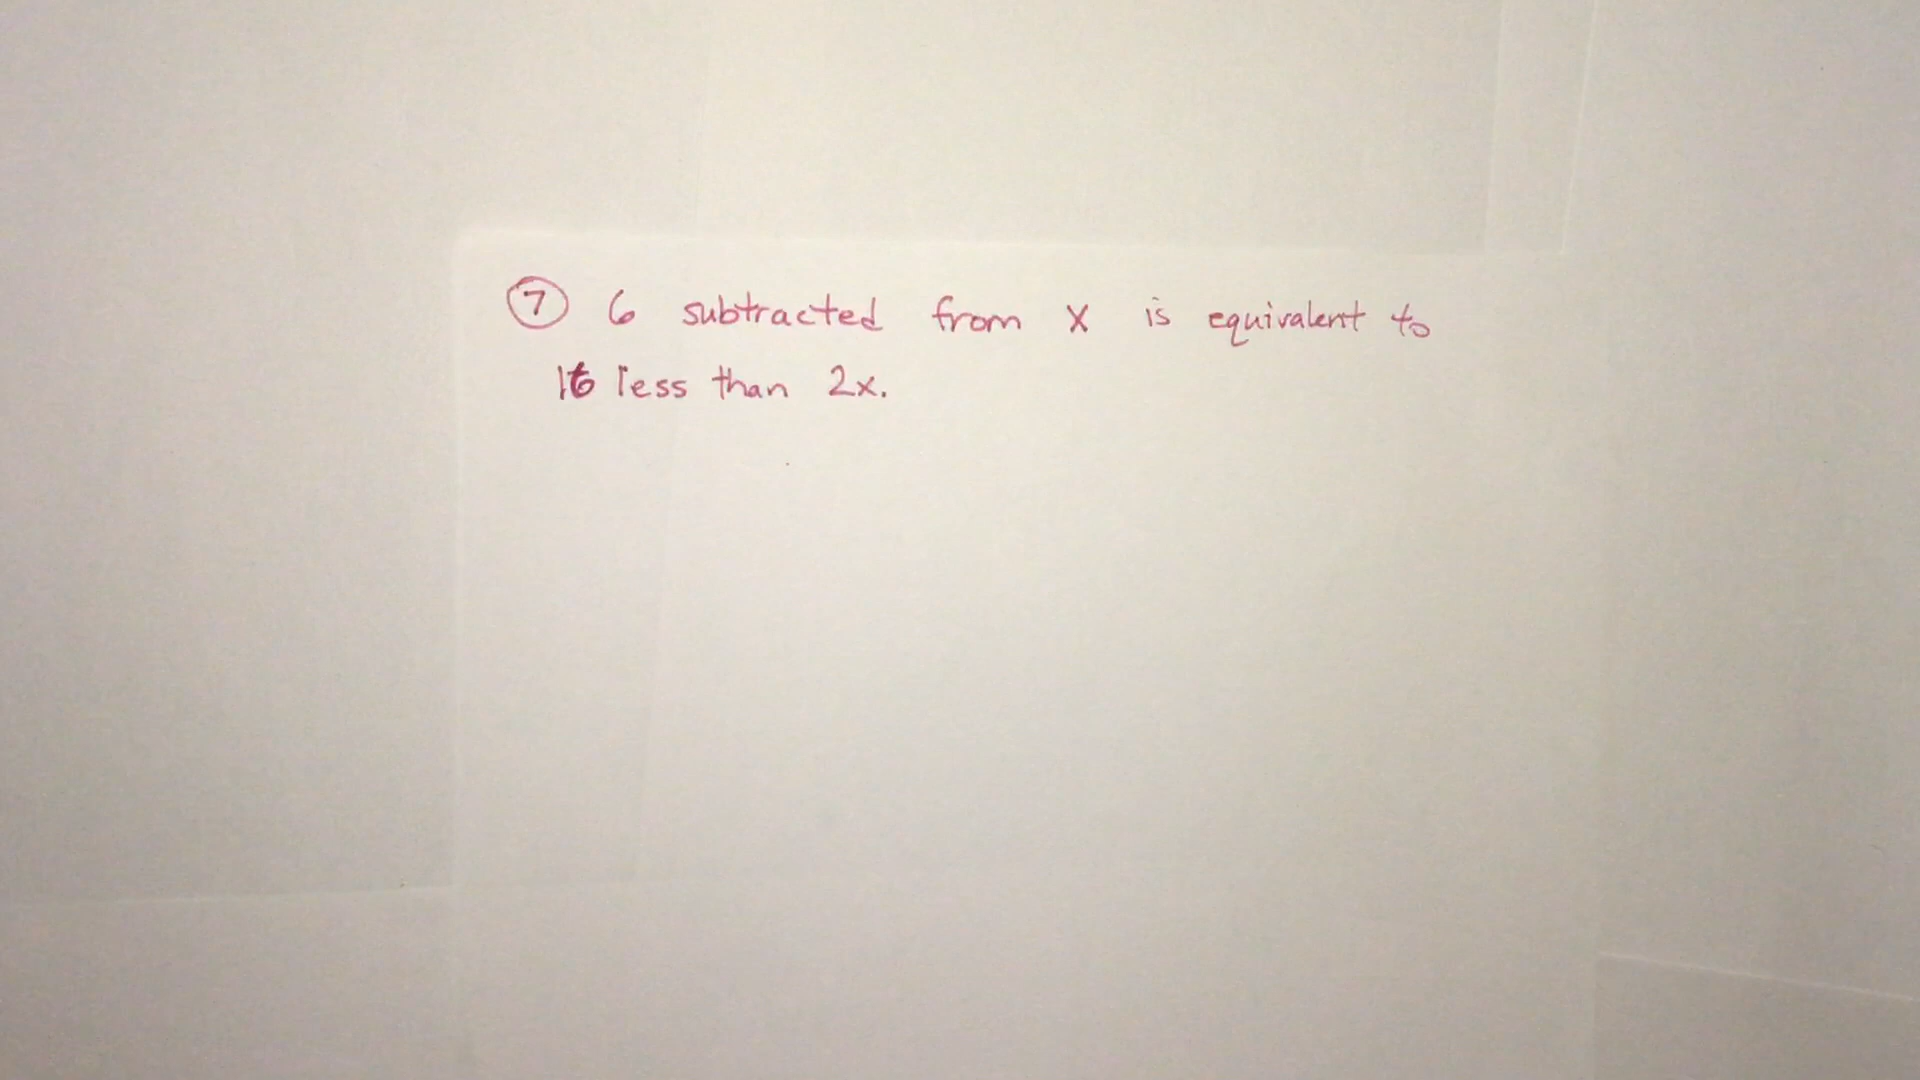 7 6 subtracted from x is equivalent to
16 less than 2x.